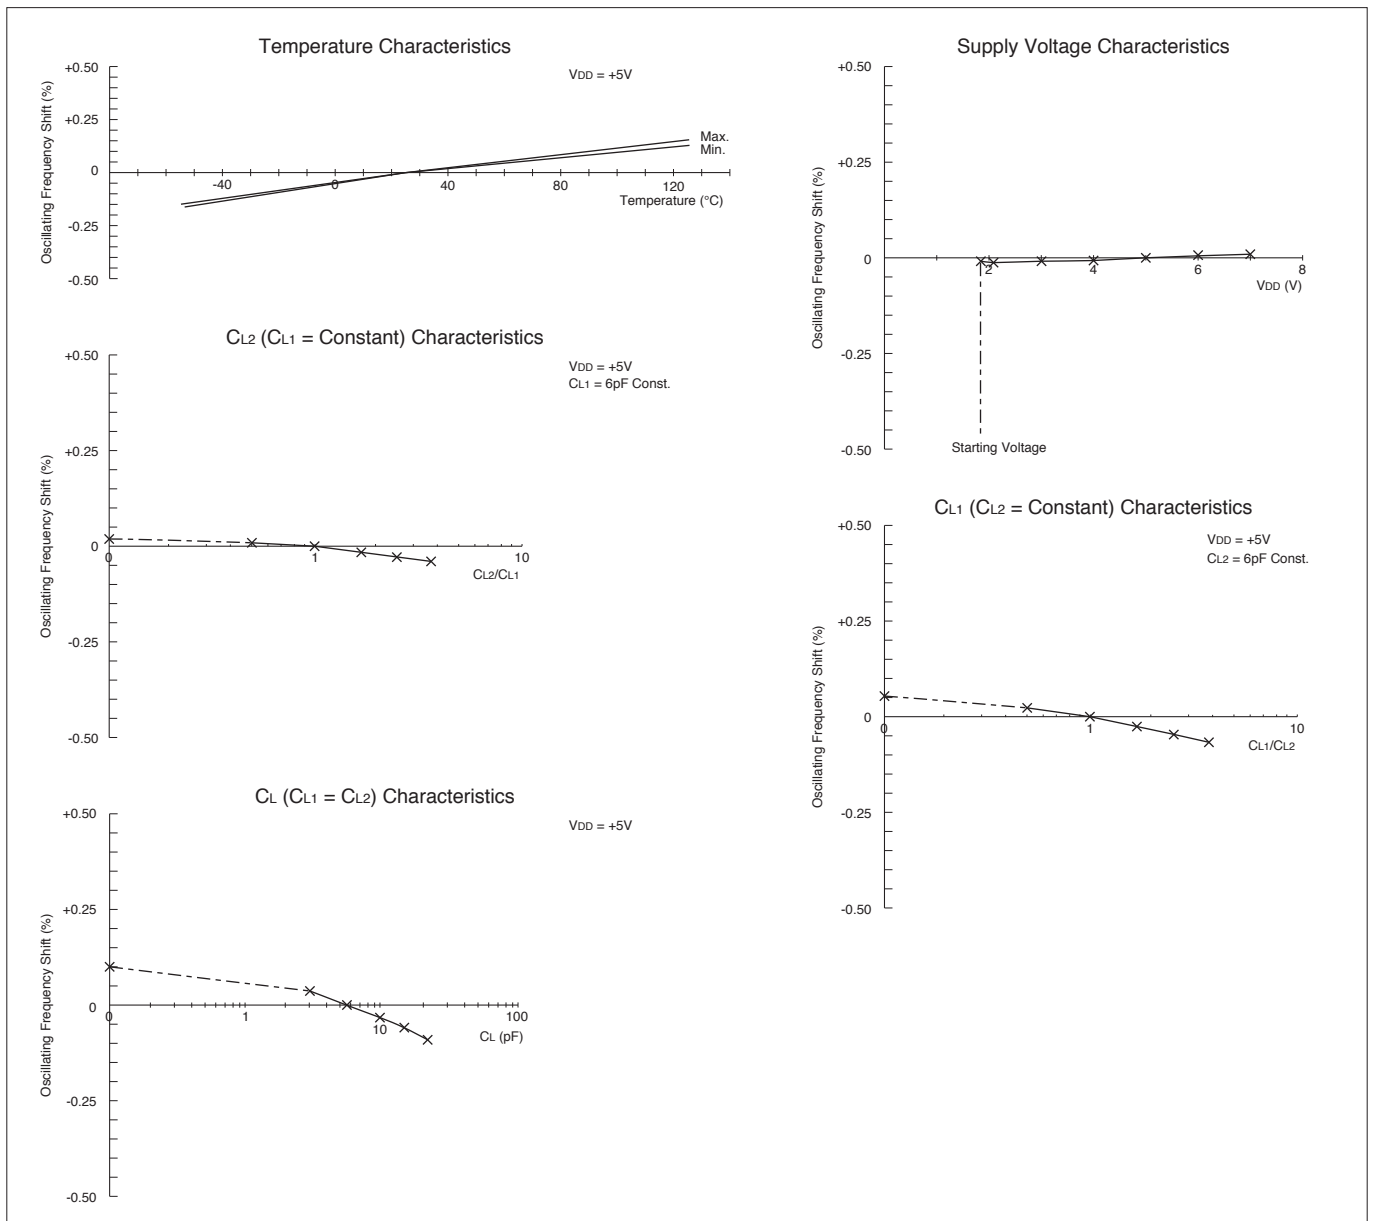 Temperature Characteristics
VDD = +5V
Oscillating Frequency Shift (%)
+0.50
+0.25
0
-0.25
-0.50
-40
0
40
80
120
Temperature (°C)
Max.
Min.
Supply Voltage Characteristics
Oscillating Frequency Shift (%)
+0.50
+0.25
0
-0.25
-0.50
2
4
6
8
VDD (V)
Starting Voltage
CL2 (CL1 = Constant) Characteristics
VDD = +5V
CL1 = 6pF Const.
Oscillating Frequency Shift (%)
+0.50
+0.25
0
-0.25
-0.50
0
1
10
CL2/CL1
CL1 (CL2 = Constant) Characteristics
VDD = +5V
CL2 = 6pF Const.
Oscillating Frequency Shift (%)
+0.50
+0.25
0
-0.25
-0.50
0
1
10
CL1/CL2
CL (CL1 = CL2) Characteristics
VDD = +5V
Oscillating Frequency Shift (%)
+0.50
+0.25
0
-0.25
-0.50
0
1
10
100
CL (pF)